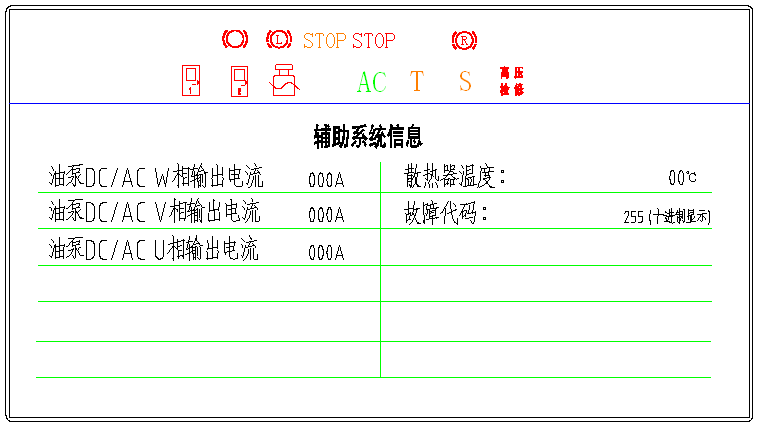 L STOP STOP R
1 2 AC T S 高压检修
辅助系统信息
油泵DC/AC W相输出电流 000A 散热器温度: 00℃
油泵DC/AC V相输出电流 000A 故障代码: 255 (十进制显示)
油泵DC/AC U相输出电流 000A